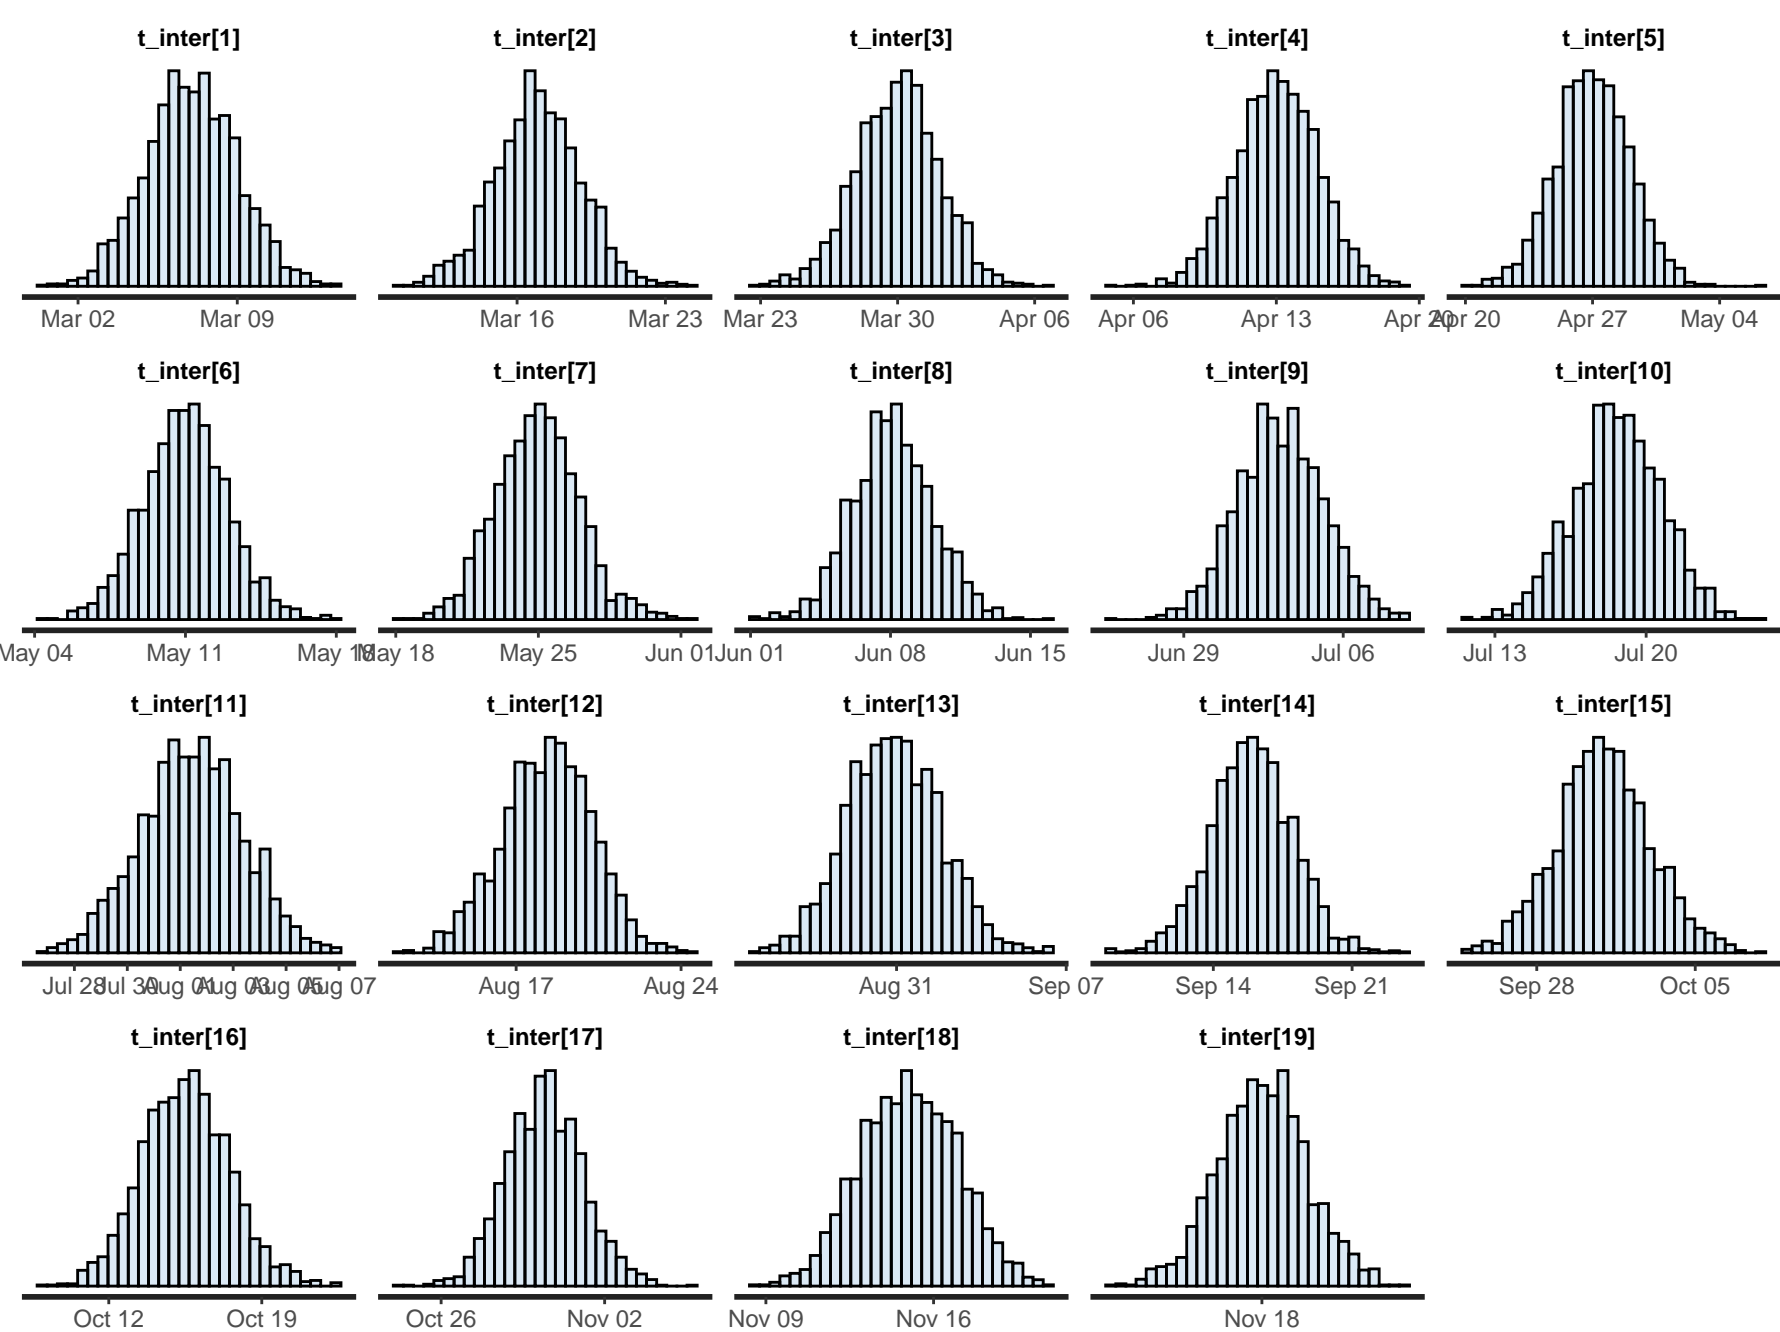 t_inter[1] t_inter[2] t_inter[3] t_inter[4] t_inter[5]
Mar 02 Mar 09 Mar 16 Mar 23 Mar 23 Mar 30 Apr 06 Apr 06 Apr 13 Apr 20 Apr 20 Apr 27 May 04
t_inter[6] t_inter[7] t_inter[8] t_inter[9] t_inter[10]
May 04 May 11 May 18 May 18 May 25 Jun 01 Jun 01 Jun 08 Jun 15 Jun 29 Jul 06 Jul 13 Jul 20
t_inter[11] t_inter[12] t_inter[13] t_inter[14] t_inter[15]
Jul 28 Jul 30 Aug 01 Aug 03 Aug 05 Aug 07 Aug 17 Aug 24 Aug 31 Sep 07 Sep 14 Sep 21 Sep 28 Oct 05
t_inter[16] t_inter[17] t_inter[18] t_inter[19]
Oct 12 Oct 19 Oct 26 Nov 02 Nov 09 Nov 16 Nov 18